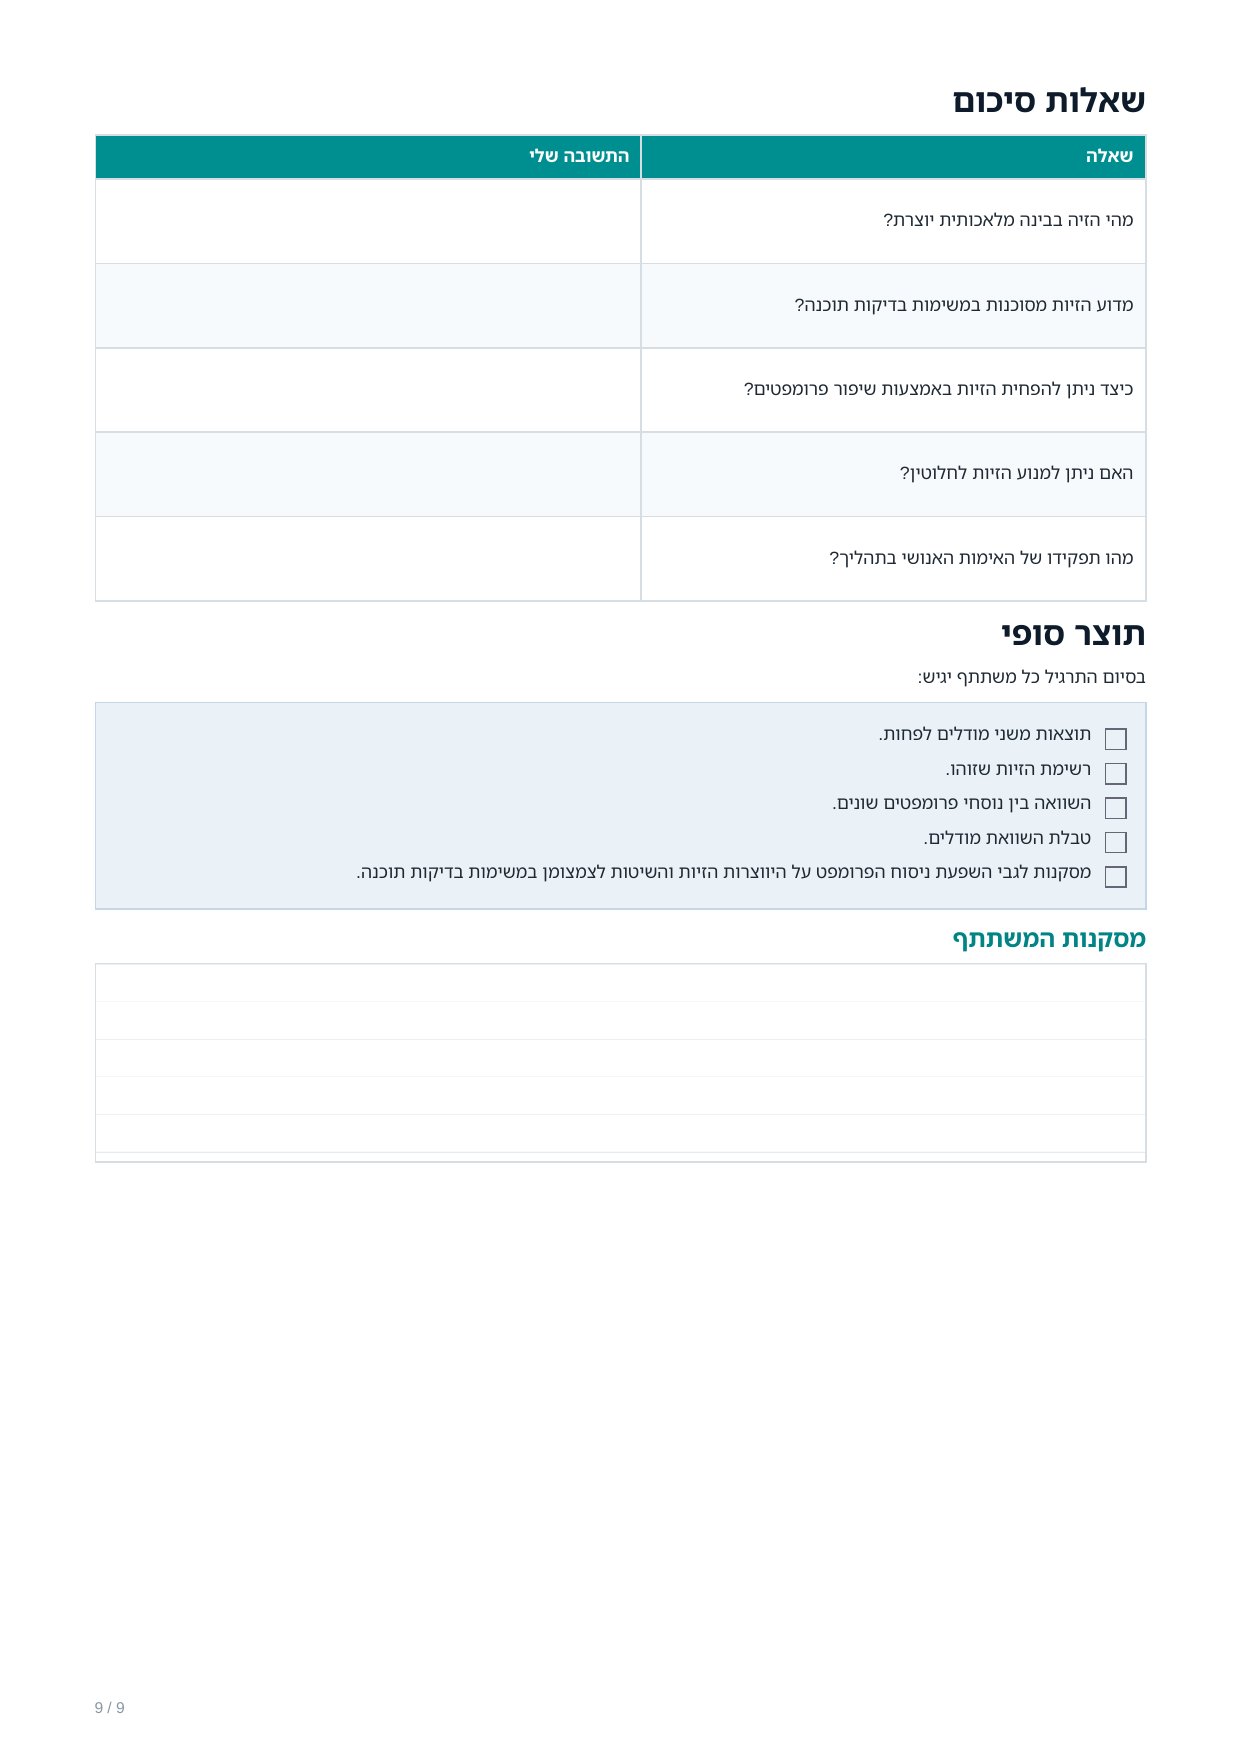 שאלות סיכום
שאלה התשובה שלי
מהי הזיה בבינה מלאכותית יוצרת?
מדוע הזיות מסוכנות במשימות בדיקות תוכנה?
כיצד ניתן להפחית הזיות באמצעות שיפור פרומפטים?
האם ניתן למנוע הזיות לחלוטין?
מהו תפקידו של האימות האנושי בתהליך?
תוצר סופי
בסיום התרגיל כל משתתף יגיש:
תוצאות משני מודלים לפחות.
רשימת הזיות שזוהו.
השוואה בין נוסחי פרומפטים שונים.
טבלת השוואת מודלים.
מסקנות לגבי השפעת ניסוח הפרומפט על היווצרות הזיות והשיטות לצמצומן במשימות בדיקות תוכנה.
מסקנות המשתתף
9 / 9